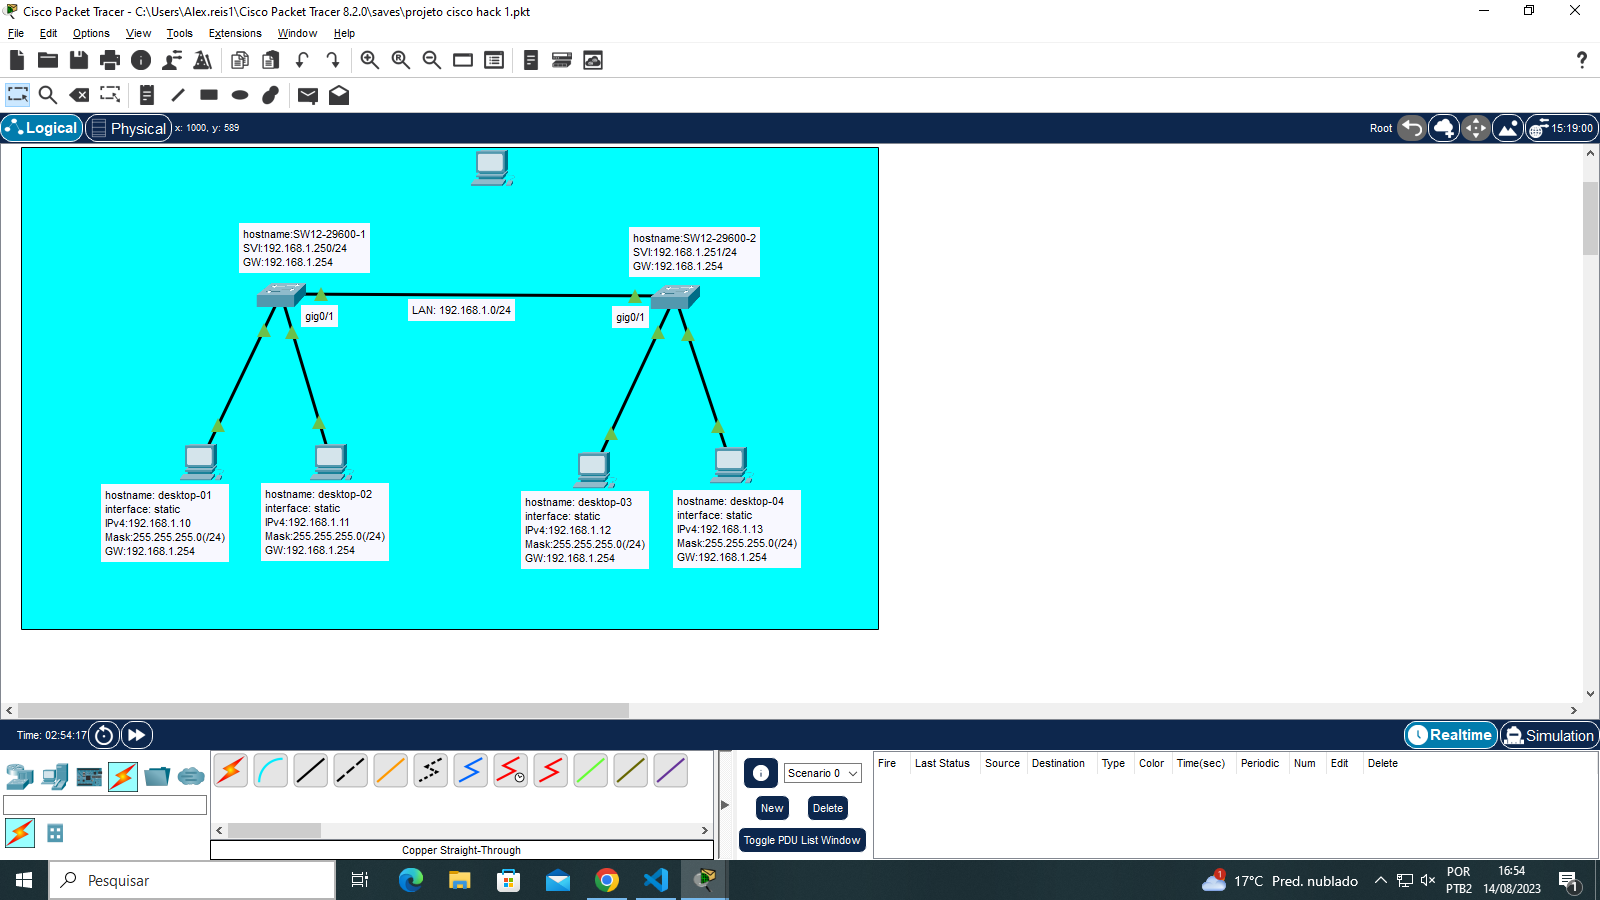 Cisco Packet Tracer - C:\Users\Alex.reis1\Cisco Packet Tracer 8.2.0\saves\projeto cisco hack 1.pkt
File Edit Options View Tools Extensions Window Help
?
Logical Physical x: 1000, y: 589 Root 15:19:00
hostname:SW12-29600-1
SVI:192.168.1.250/24
GW:192.168.1.254
hostname:SW12-29600-2
SVI:192.168.1.251/24
GW:192.168.1.254
gig0/1
LAN: 192.168.1.0/24
gig0/1
hostname: desktop-01
interface: static
IPv4:192.168.1.10
Mask:255.255.255.0(/24)
GW:192.168.1.254
hostname: desktop-02
interface: static
IPv4:192.168.1.11
Mask:255.255.255.0(/24)
GW:192.168.1.254
hostname: desktop-03
interface: static
IPv4:192.168.1.12
Mask:255.255.255.0(/24)
GW:192.168.1.254
hostname: desktop-04
interface: static
IPv4:192.168.1.13
Mask:255.255.255.0(/24)
GW:192.168.1.254
Time: 02:54:17 Realtime Simulation
Scenario 0
New Delete
Toggle PDU List Window
Fire Last Status Source Destination Type Color Time(sec) Periodic Num Edit Delete
Copper Straight-Through
Pesquisar
1
17°C Pred. nublado
POR
PTB2
16:54
14/08/2023
1